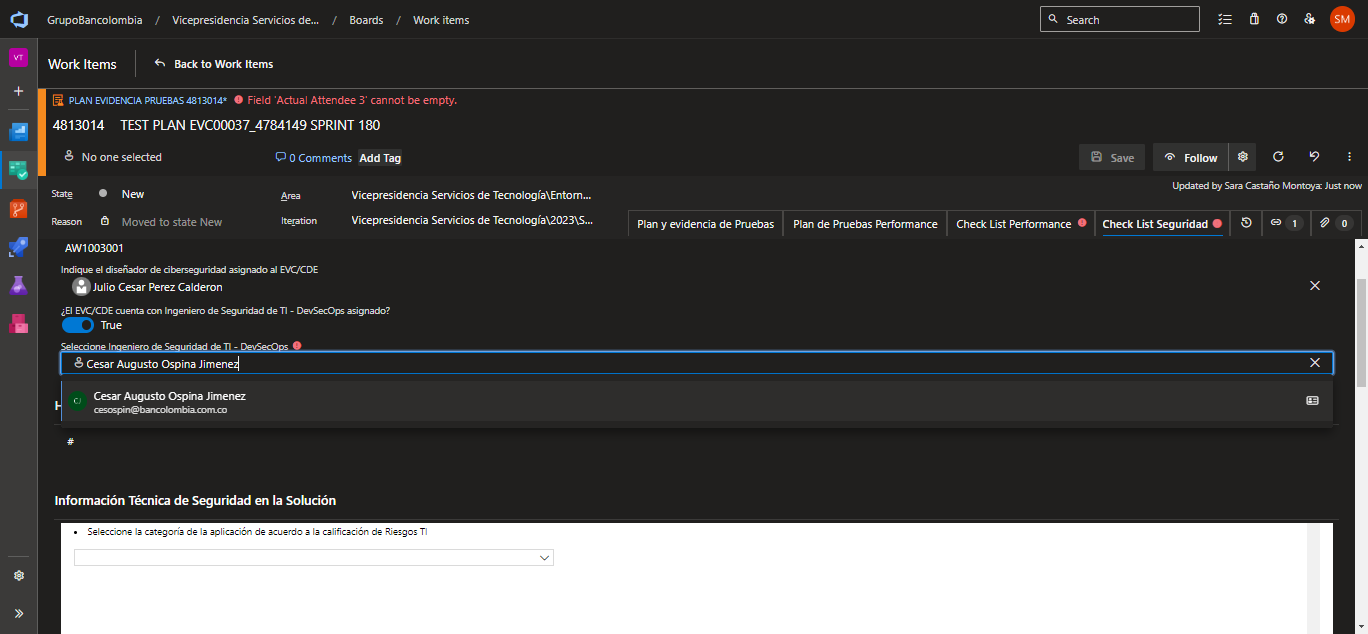 GrupoBancolombia / Vicepresidencia Servicios de... / Boards / Work items
Search
SM
VT
Work Items
Back to Work Items
PLAN EVIDENCIA PRUEBAS 4813014*
Field 'Actual Attendee 3' cannot be empty.
4813014 TEST PLAN EVC00037_4784149 SPRINT 180
No one selected
0 Comments
Add Tag
Save
Follow
Updated by Sara Castaño Montoya: Just now
State
New
Area
Vicepresidencia Servicios de Tecnología\Entorn...
Reason
Moved to state New
Iteration
Vicepresidencia Servicios de Tecnología\2023\S...
Plan y evidencia de Pruebas
Plan de Pruebas Performance
Check List Performance
Check List Seguridad
1
0
AW1003001
Indique el diseñador de ciberseguridad asignado al EVC/CDE
Julio Cesar Perez Calderon
¿El EVC/CDE cuenta con Ingeniero de Seguridad de TI - DevSecOps asignado?
True
Seleccione Ingeniero de Seguridad de TI - DevSecOps
Cesar Augusto Ospina Jimenez
CJ
Cesar Augusto Ospina Jimenez
cesospin@bancolombia.com.co
#
Información Técnica de Seguridad en la Solución
• Seleccione la categoría de la aplicación de acuerdo a la calificación de Riesgos TI